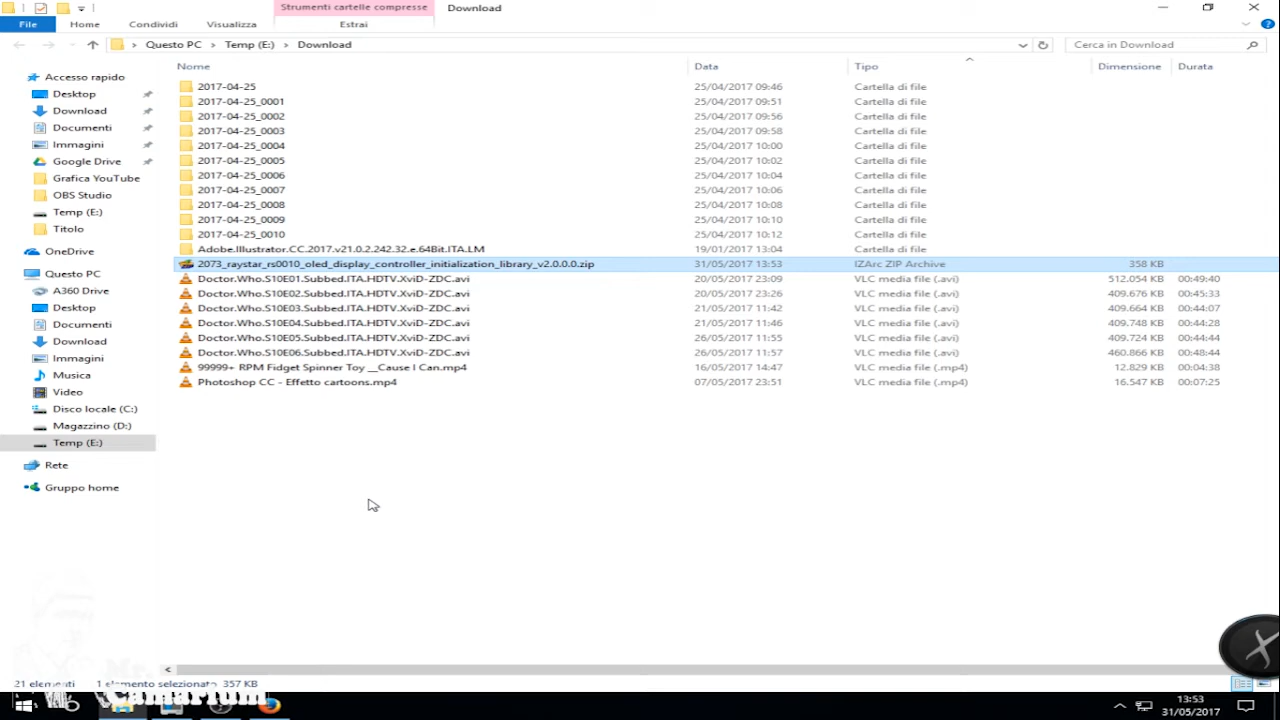 Strumenti cartelle compresse Download
File Home Condividi Visualizza Estrai
Questo PC > Temp (E:) > Download Cerca in Download
Nome Data Tipo Dimensione Durata
Accesso rapido
Desktop
Download
Documenti
Immagini
Google Drive
Grafica YouTube
OBS Studio
Temp (E:)
Titolo
OneDrive
Questo PC
A360 Drive
Desktop
Documenti
Download
Immagini
Musica
Video
Disco locale (C:)
Magazzino (D:)
Temp (E:)
Rete
Gruppo home
2017-04-25 25/04/2017 09:46 Cartella di file
2017-04-25_0001 25/04/2017 09:51 Cartella di file
2017-04-25_0002 25/04/2017 09:56 Cartella di file
2017-04-25_0003 25/04/2017 09:58 Cartella di file
2017-04-25_0004 25/04/2017 10:00 Cartella di file
2017-04-25_0005 25/04/2017 10:02 Cartella di file
2017-04-25_0006 25/04/2017 10:04 Cartella di file
2017-04-25_0007 25/04/2017 10:06 Cartella di file
2017-04-25_0008 25/04/2017 10:08 Cartella di file
2017-04-25_0009 25/04/2017 10:10 Cartella di file
2017-04-25_0010 25/04/2017 10:12 Cartella di file
Adobe.Illustrator.CC.2017.v21.0.2.242.32.e.64Bit.ITA.LM 19/01/2017 13:04 Cartella di file
2073_raystar_rs0010_oled_display_controller_initialization_library_v2.0.0.0.zip 31/05/2017 13:53 IZArc ZIP Archive 358 KB
Doctor.Who.S10E01.Subbed.ITA.HDTV.XviD-ZDC.avi 20/05/2017 23:09 VLC media file (.avi) 512.054 KB 00:49:40
Doctor.Who.S10E02.Subbed.ITA.HDTV.XviD-ZDC.avi 20/05/2017 23:26 VLC media file (.avi) 409.676 KB 00:45:33
Doctor.Who.S10E03.Subbed.ITA.HDTV.XviD-ZDC.avi 21/05/2017 11:42 VLC media file (.avi) 409.664 KB 00:44:07
Doctor.Who.S10E04.Subbed.ITA.HDTV.XviD-ZDC.avi 21/05/2017 11:46 VLC media file (.avi) 409.748 KB 00:44:28
Doctor.Who.S10E05.Subbed.ITA.HDTV.XviD-ZDC.avi 26/05/2017 11:55 VLC media file (.avi) 409.724 KB 00:44:44
Doctor.Who.S10E06.Subbed.ITA.HDTV.XviD-ZDC.avi 26/05/2017 11:57 VLC media file (.avi) 460.866 KB 00:48:44
99999+ RPM Fidget Spinner Toy __Cause I Can.mp4 16/05/2017 14:47 VLC media file (.mp4) 12.829 KB 00:04:38
Photoshop CC - Effetto cartoons.mp4 07/05/2017 23:51 VLC media file (.mp4) 16.547 KB 00:07:25
21 elementi 1 elemento selezionato 357 KB
13:53
31/05/2017